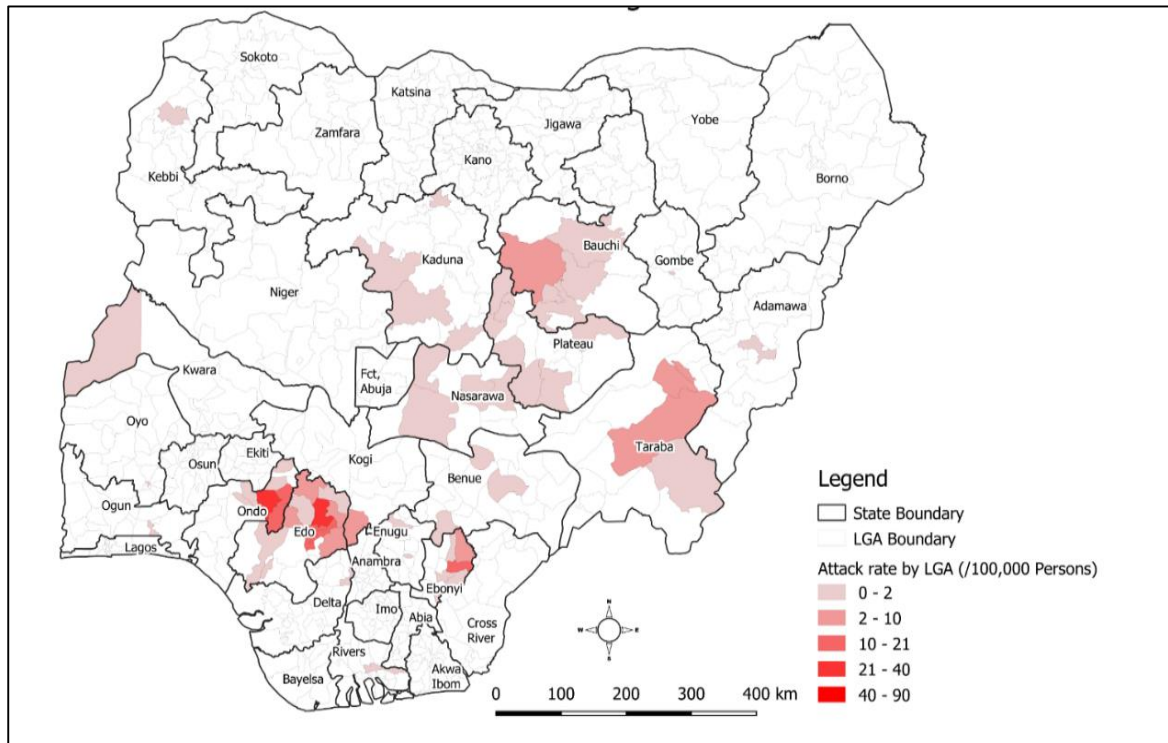 Sokoto
Katsina
Yobe
Jigawa
Zamfara
Kano
Kebbi
Borno
Bauchi
Kaduna
Gombe
Niger
Adamawa
Plateau
Kwara
Fct,
Abuja
Nasarawa
Oyo
Taraba
Ekiti
Osun
Kogi
Benue
Ogun
Ondo
Edo
Enugu
Lagos
Anambra
Ebonyi
Delta
Imo
Abia
Cross
River
Rivers
Bayelsa
Akwa
Ibom
N
W
E
S
0 100 200 300 400 km
Legend
State Boundary
LGA Boundary
Attack rate by LGA (/100,000 Persons)
0 - 2
2 - 10
10 - 21
21 - 40
40 - 90